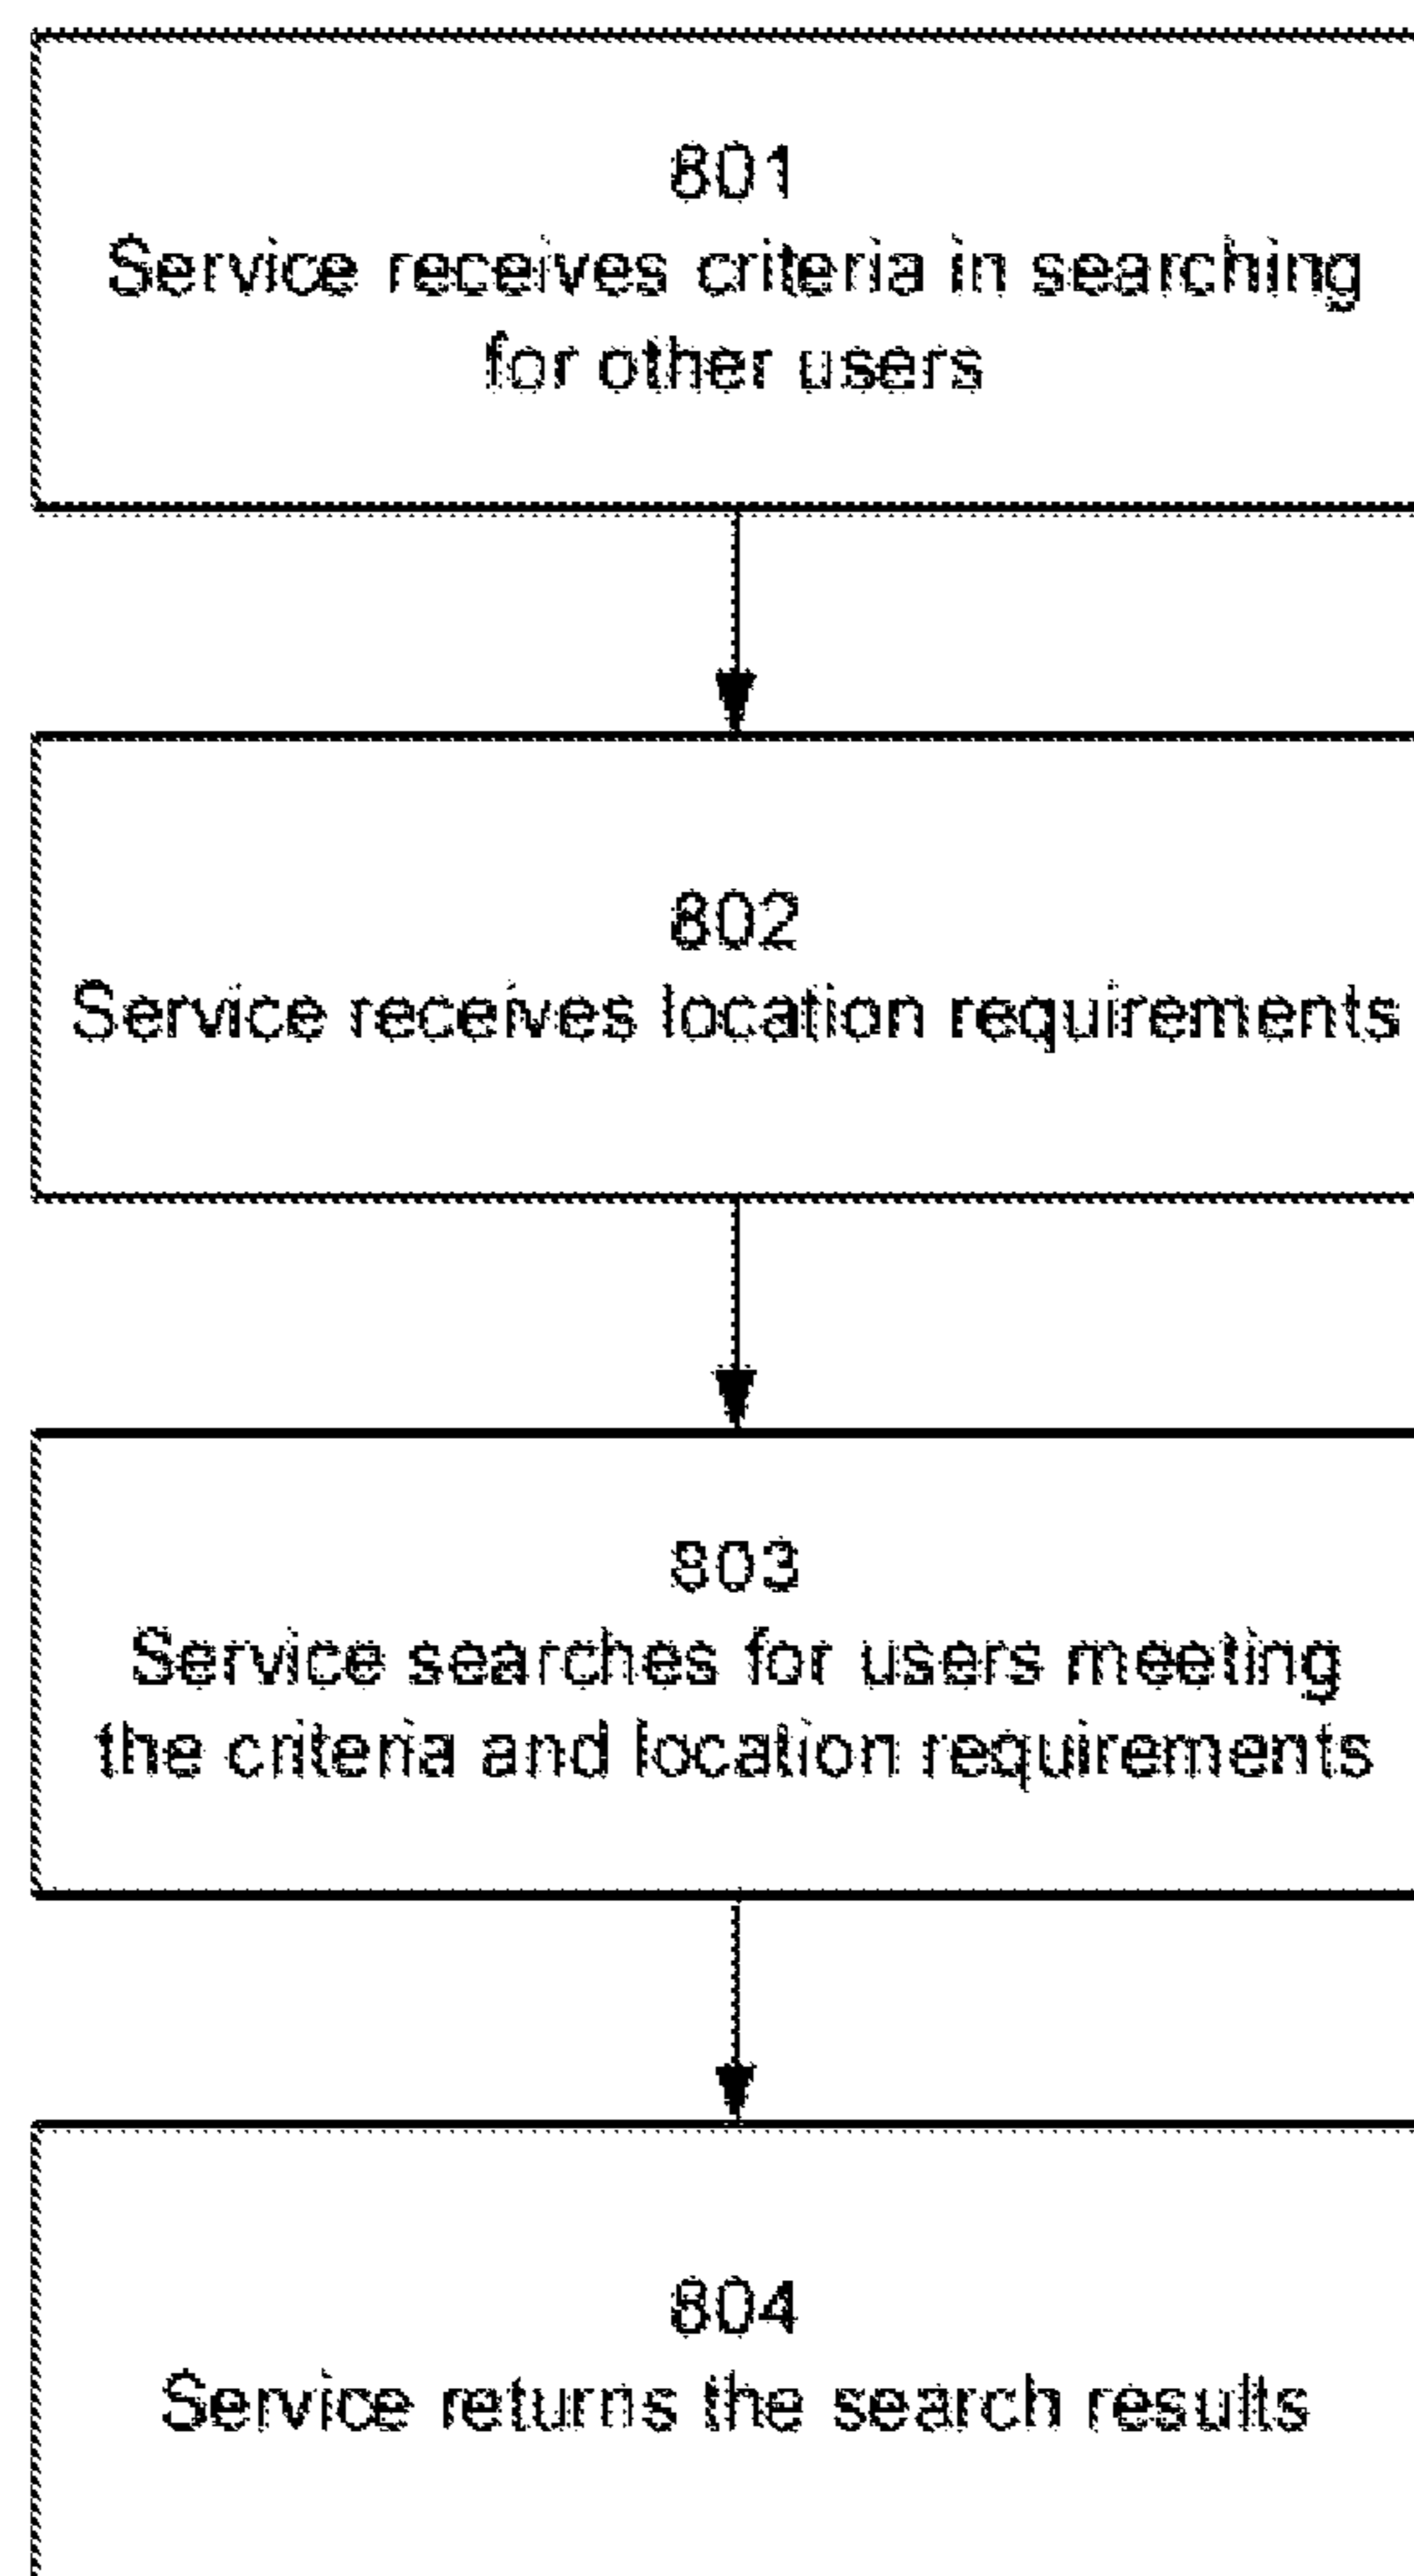 801
Service receives criteria in searching
for other users
802
Service receives location requirements
803
Service searches for users meeting
the criteria and location requirements
804
Service returns the search results